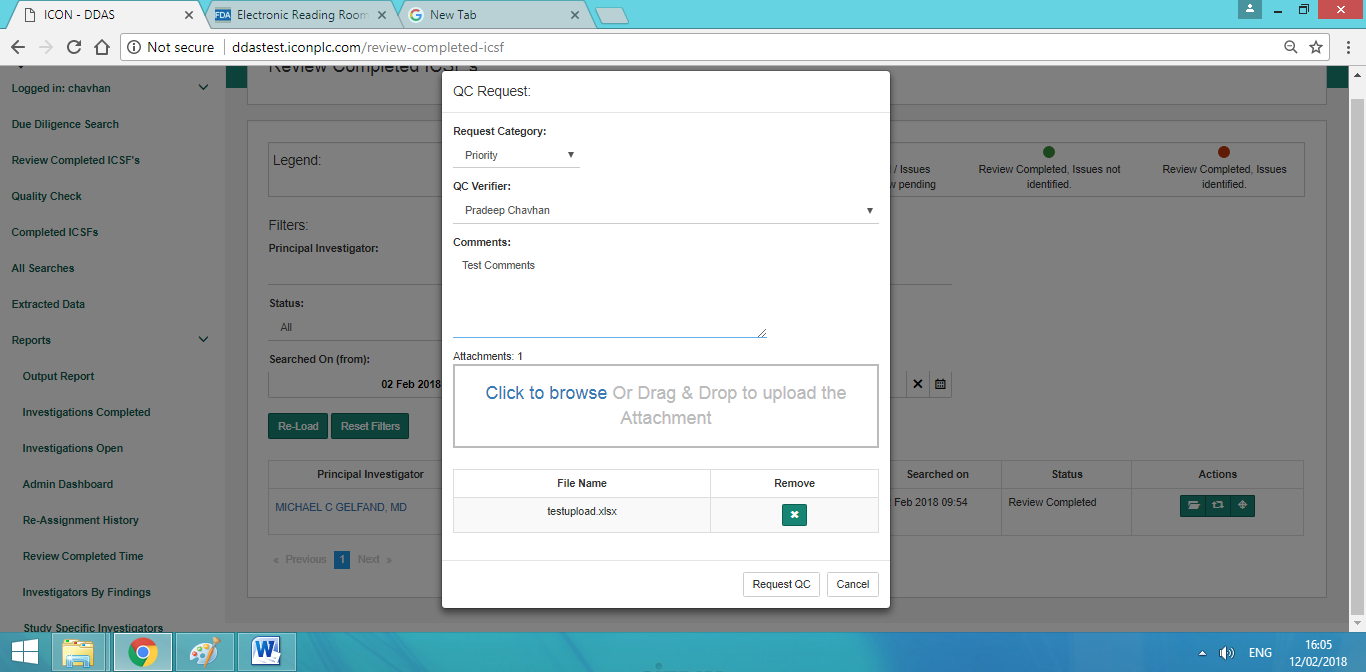 ICON - DDAS
Electronic Reading Room
New Tab
Not secure
ddastest.iconplc.com/review-completed-icsf
Review Completed ICSF's
Logged in: chavhan
Due Diligence Search
Review Completed ICSF's
Quality Check
Completed ICSFs
All Searches
Extracted Data
Reports
Output Report
Investigations Completed
Investigations Open
Admin Dashboard
Re-Assignment History
Review Completed Time
Investigators By Findings
Study Specific Investigators
Legend:
/ Issues
pending
Review Completed, Issues not
identified.
Review Completed, Issues
identified.
Filters:
Principal Investigator:
Status:
All
Searched On (from):
02 Feb 2018
Re-Load
Reset Filters
Principal Investigator
Searched on
Status
Actions
MICHAEL C GELFAND, MD
Feb 2018 09:54
Review Completed
« Previous
1
Next »
QC Request:
Request Category:
Priority
QC Verifier:
Pradeep Chavhan
Comments:
Test Comments
Attachments: 1
Click to browse Or Drag & Drop to upload the
Attachment
File Name
Remove
testupload.xlsx
Request QC
Cancel
ENG
16:05
12/02/2018